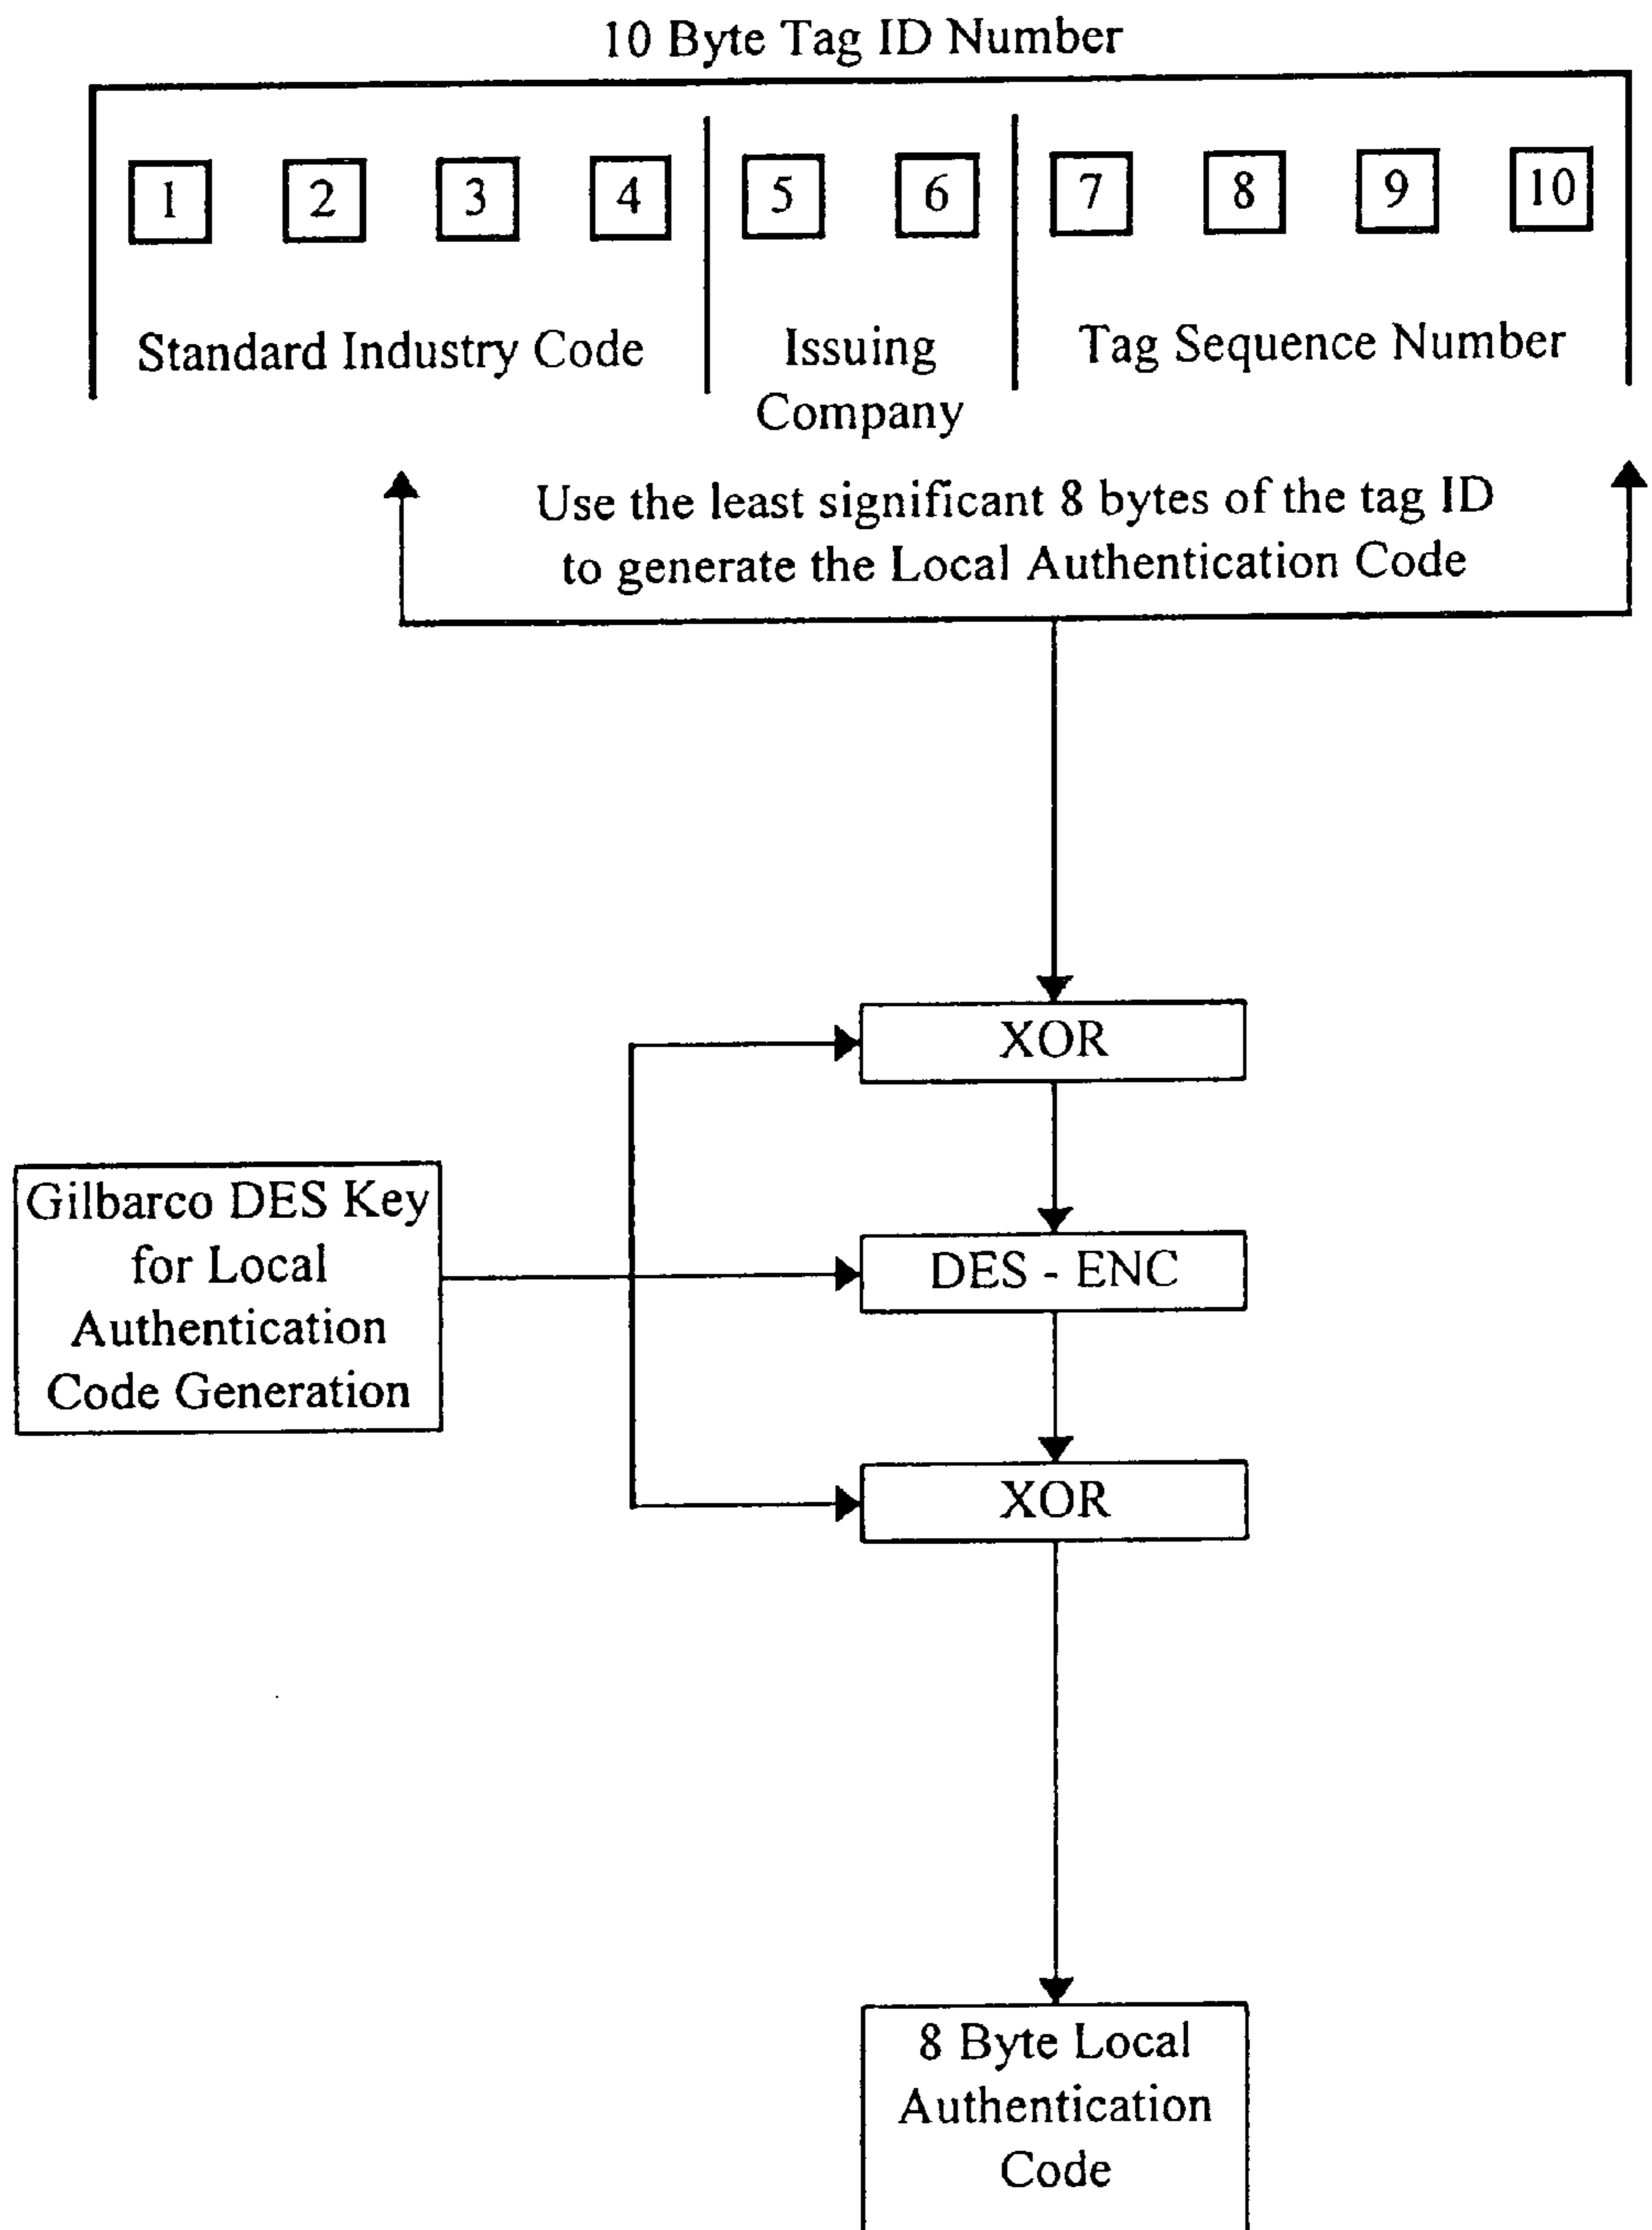 10 Byte Tag ID Number
1 2 3 4 5 6 7 8 9 10
Standard Industry Code
Issuing
Company
Tag Sequence Number
Use the least significant 8 bytes of the tag ID
to generate the Local Authentication Code
XOR
Gilbarco DES Key
for Local
Authentication
Code Generation
DES - ENC
XOR
8 Byte Local
Authentication
Code